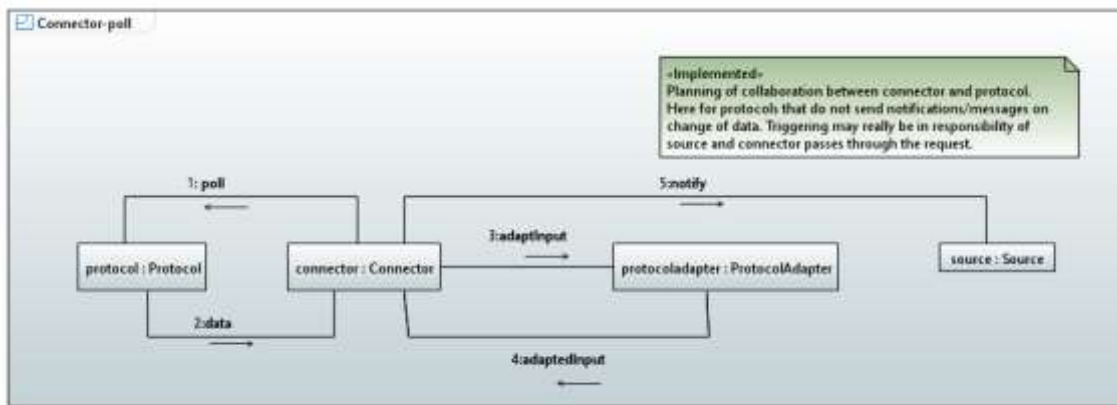 Connector-poll
«Implemented»
Planning of collaboration between connector and protocol.
Here for protocols that do not send notifications/messages on
change of data. Triggering may really be in responsibility of
source and connector passes through the request.
1: poll
5:notify
3:adaptInput
protocol : Protocol
connector : Connector
protocoladapter : ProtocolAdapter
source : Source
2:data
4:adaptedInput